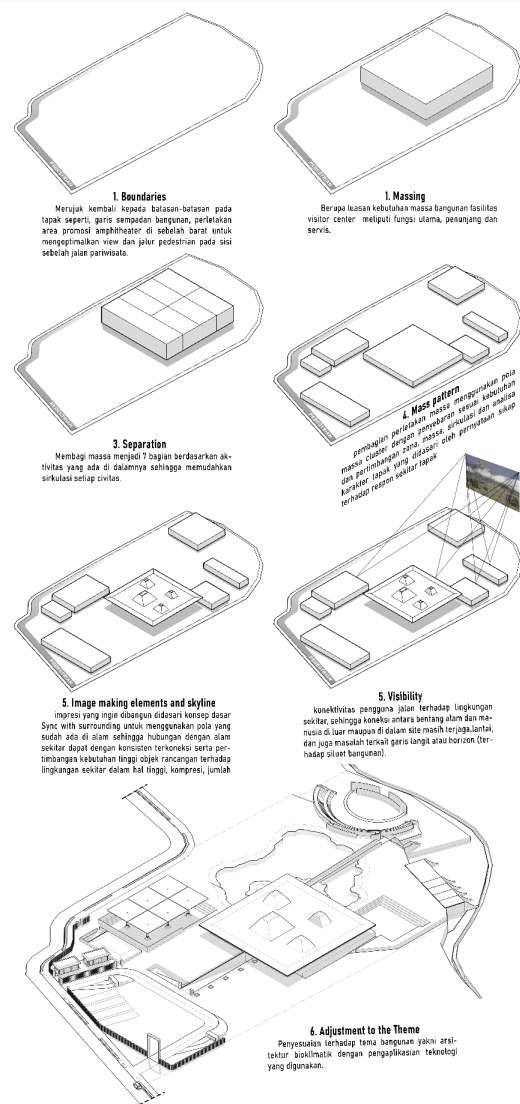 1. Boundaries
Merujuk kembali kepada batasan-batasan pada
tapak seperti, garis sempadan bangunan, perletakan
area promosi amphitheater di sebelah barat untuk
mengoptimalkan view dan jalur pedestrian pada sisi
sebelah jalan pariwisata.
1. Massing
Berupa luasan kebutuhan massa bangunan fasilitas
visitor center meliputi fungsi utama, penunjang dan
servis.
3. Separation
Membagi massa menjadi 7 bagian berdasarkan ak-
tivitas yang ada di dalamnya sehingga memudahkan
sirkulasi setiap civitas.
4. Mass pattern
pembagian perletakan massa menggunakan pola
massa cluster dengan penyebaran sesuai kebutuhan
dan pertimbangan zona, massa, sirkulasi dan analisa
karakter tapak yang didasari oleh pernyataan sikap
terhadap respon sekitar tapak
5. Image making elements and skyline
impresi yang ingin dibangun didasari konsep dasar
Sync with surrounding untuk menggunakan pola yang
sudah ada di alam sehingga hubungan dengan alam
sekitar dapat dengan konsisten terkoneksi serta per-
timbangan kebutuhan tinggi objek rancangan terhadap
lingkungan sekitar dalam hal tinggi, kompresi, jumlah
5. Visibility
konektivitas pengguna jalan terhadap lingkungan
sekitar, sehingga koneksi antara bentang alam dan ma-
nusia di luar maupun di dalam site masih terjaga.lantai,
dan juga masalah terkait garis langit atau horizon (ter-
hadap siluet bangunan).
6. Adjustment to the Theme
Penyesuaian terhadap tema bangunan yakni arsi-
tektur bioklimatik dengan pengaplikasian teknologi
yang digunakan.